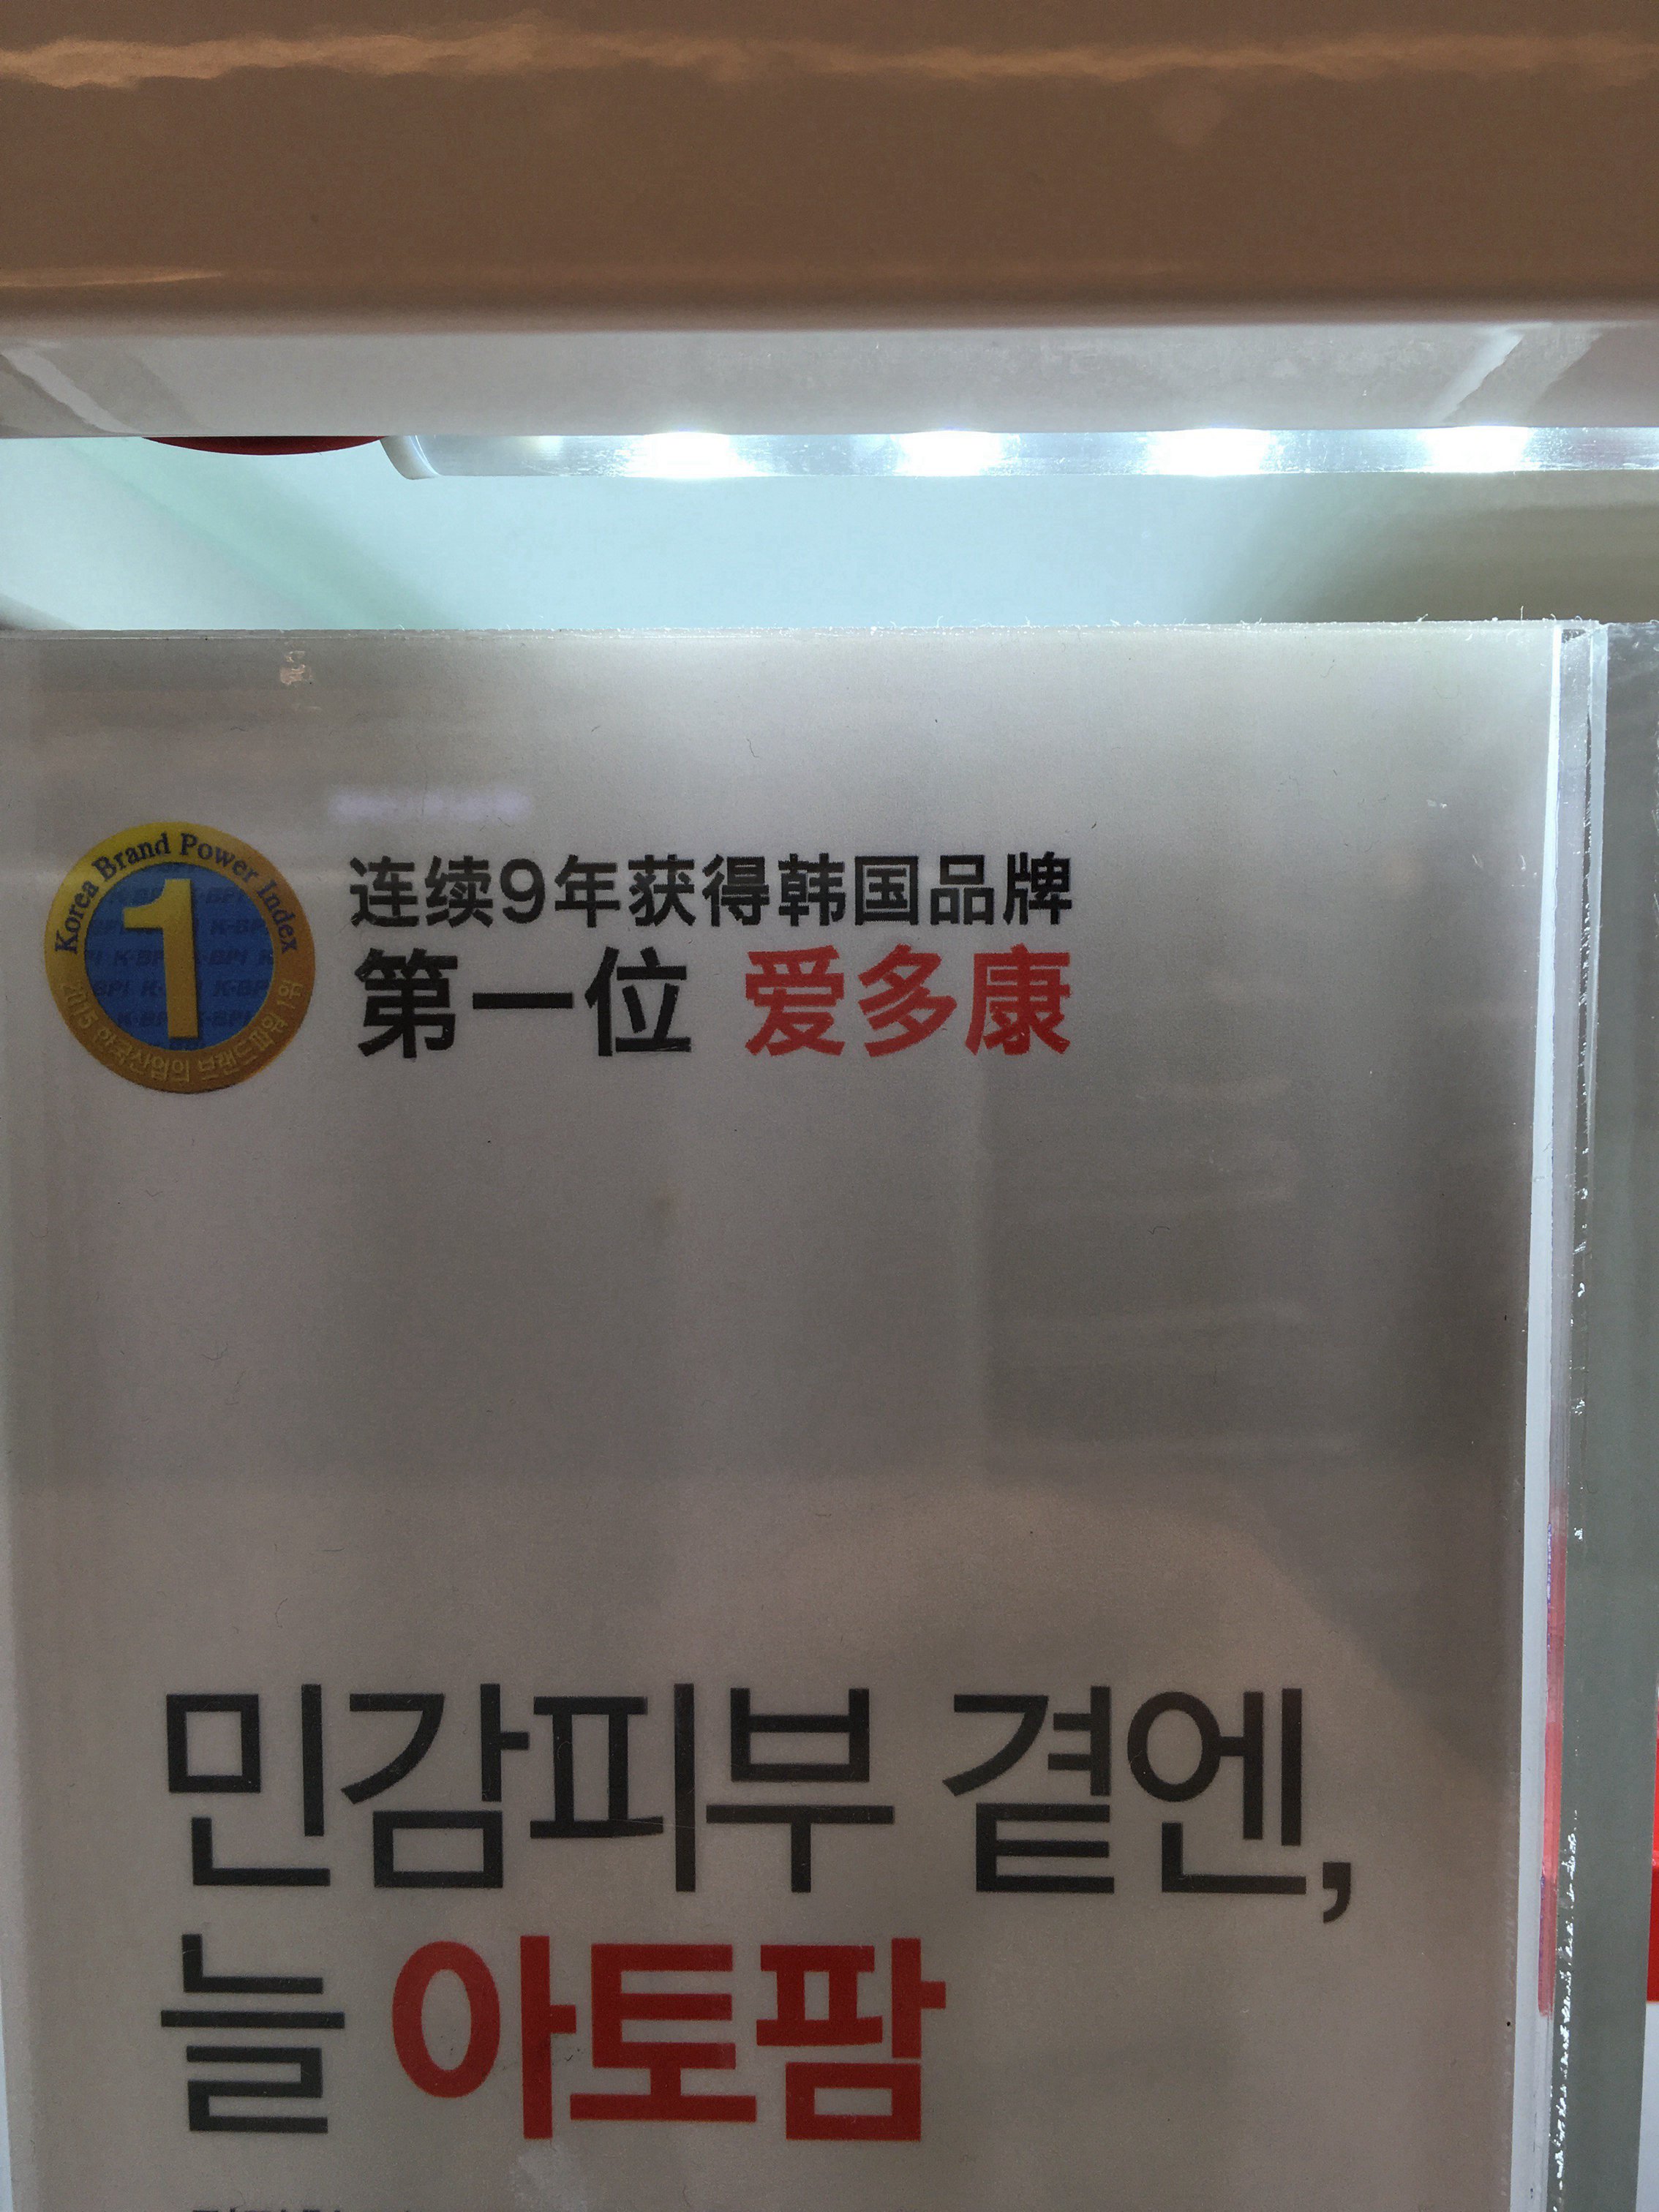 Korea Brand Power Index
1
2015 한국산업의 브랜드파워 1위
连续9年获得韩国品牌
第一位 爱多康
민감피부 곁엔,
늘 아토팜